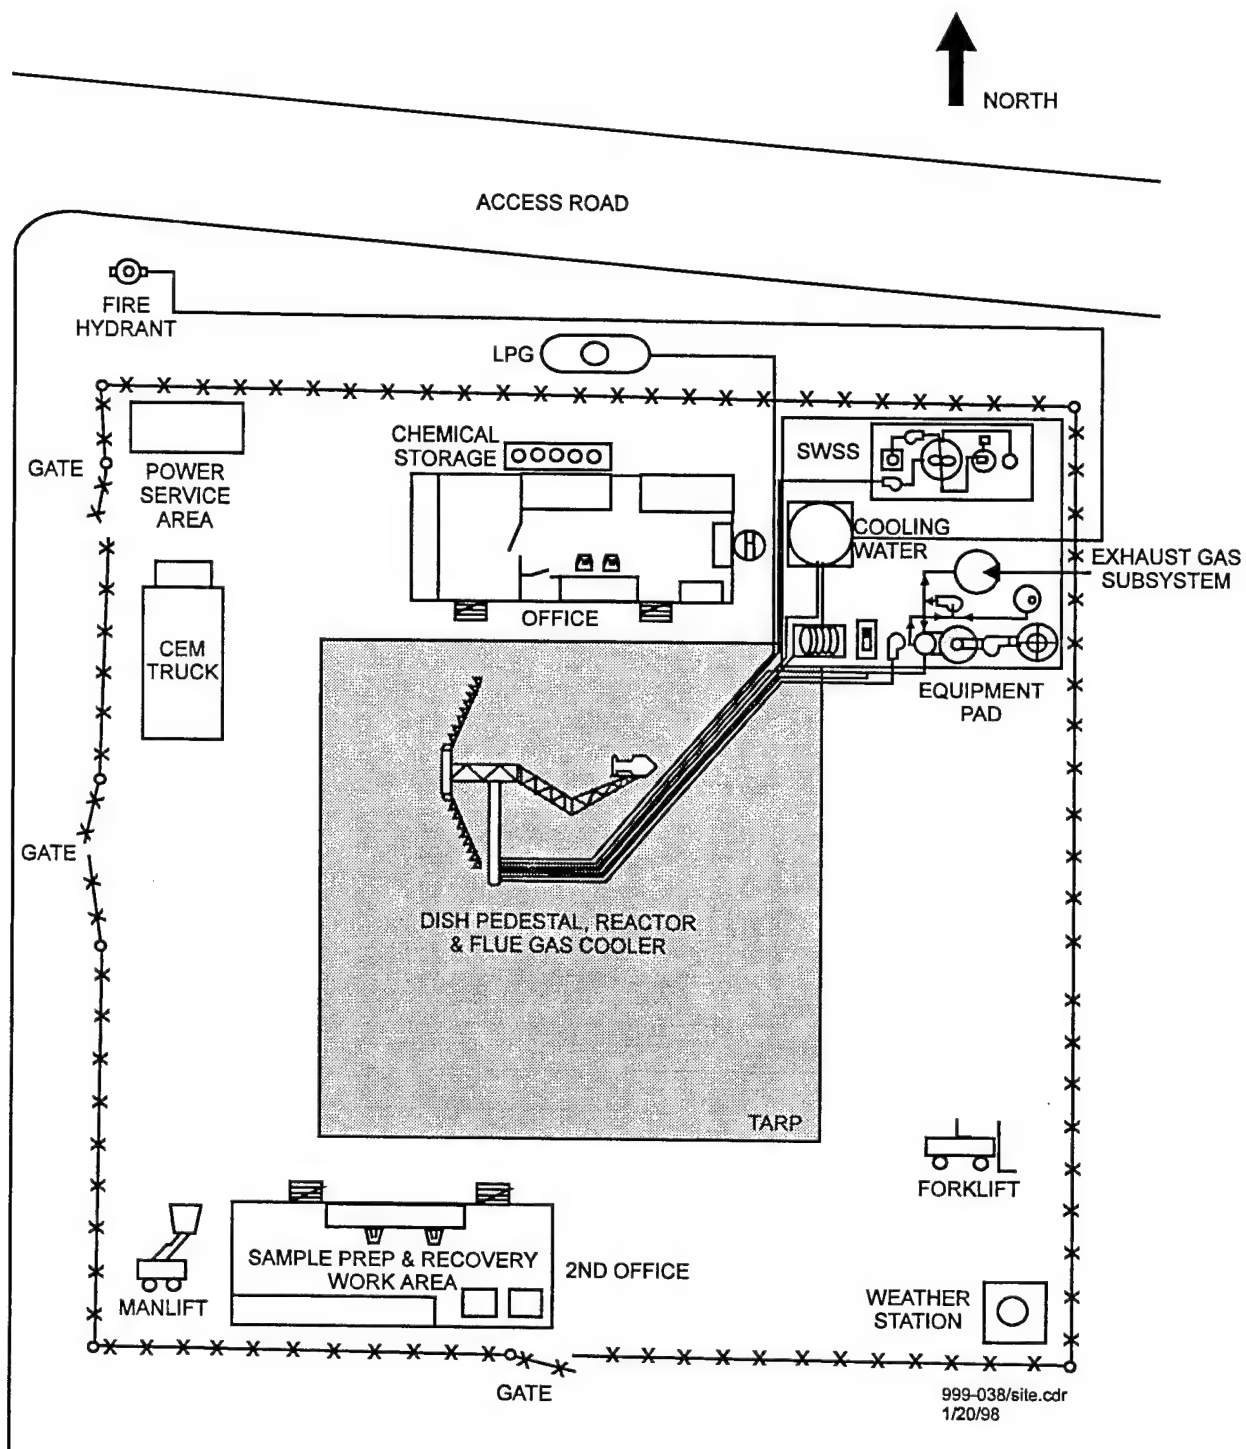 NORTH
ACCESS ROAD
FIRE
HYDRANT
LPG
CHEMICAL
STORAGE
SWSS
GATE
POWER
SERVICE
AREA
COOLING
WATER
EXHAUST GAS
SUBSYSTEM
OFFICE
CEM
TRUCK
EQUIPMENT
PAD
GATE
DISH PEDESTAL, REACTOR
& FLUE GAS COOLER
TARP
FORKLIFT
SAMPLE PREP & RECOVERY
WORK AREA
2ND OFFICE
MANLIFT
WEATHER
STATION
GATE
999-038/site.cdr
1/20/98